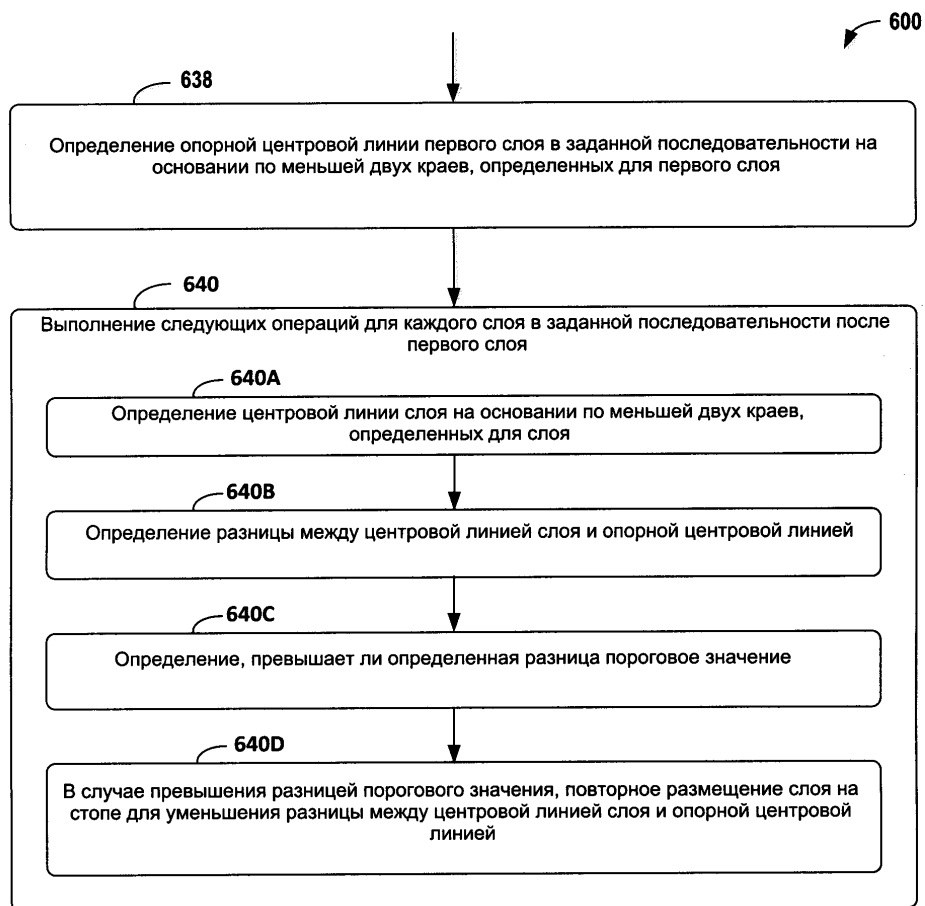 600
638
Определение опорной центровой линии первого слоя в заданной последовательности на
основании по меньшей двух краев, определенных для первого слоя
640
Выполнение следующих операций для каждого слоя в заданной последовательности после
первого слоя
640A
Определение центровой линии слоя на основании по меньшей двух краев,
определенных для слоя
640B
Определение разницы между центровой линией слоя и опорной центровой линией
640C
Определение, превышает ли определенная разница пороговое значение
640D
В случае превышения разницей порогового значения, повторное размещение слоя на
стопе для уменьшения разницы между центровой линией слоя и опорной центровой
линией